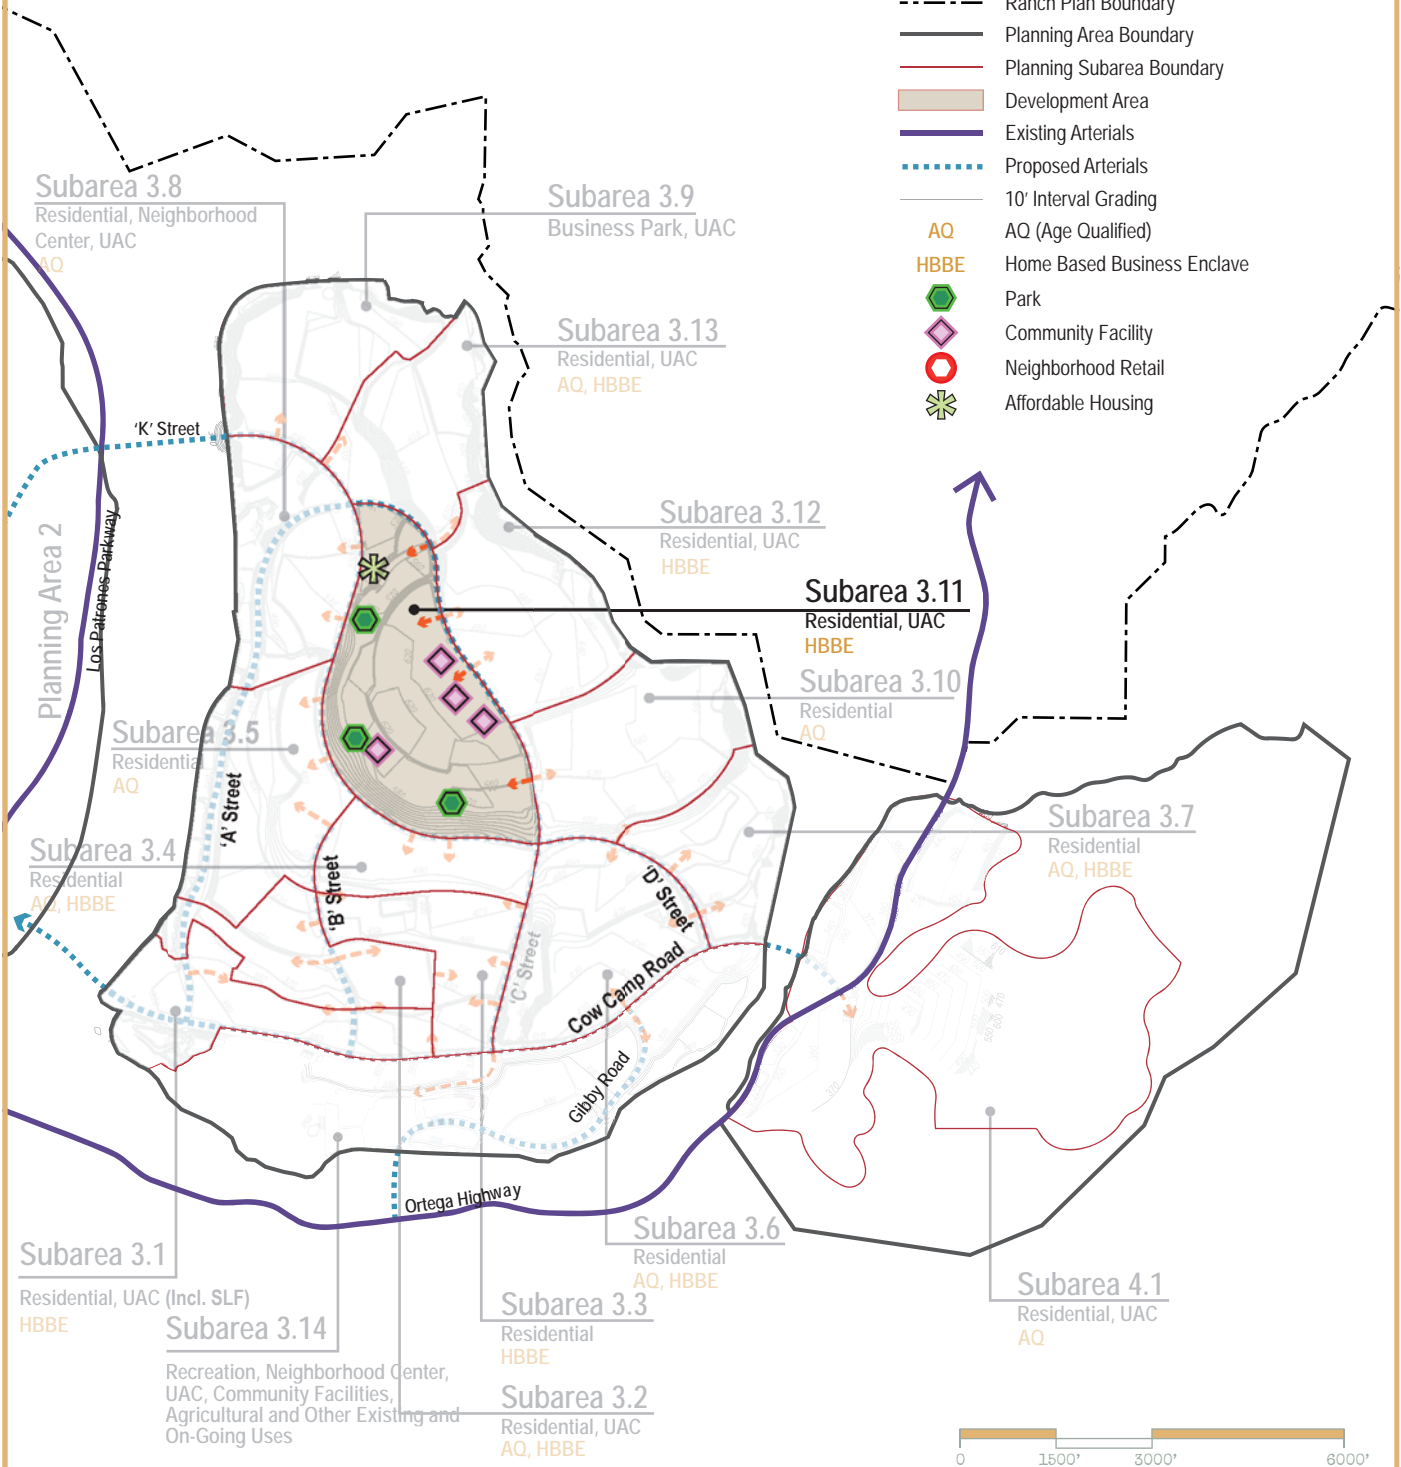 Ranch Plan Boundary
Planning Area Boundary
Planning Subarea Boundary
Development Area
Existing Arterials
Proposed Arterials
10' Interval Grading
AQ AQ (Age Qualified)
HBBE Home Based Business Enclave
Park
Community Facility
Neighborhood Retail
Affordable Housing
Subarea 3.8
Residential, Neighborhood
Center, UAC
AQ
Subarea 3.9
Business Park, UAC
Subarea 3.13
Residential, UAC
AQ, HBBE
'K' Street
Planning Area 2
Los Patrones Parkway
Subarea 3.12
Residential, UAC
HBBE
Subarea 3.11
Residential, UAC
HBBE
Subarea 3.10
Residential
AQ
Subarea 3.5
Residential
AQ
'A' Street
Subarea 3.4
Residential
AQ, HBBE
'B' Street
'D' Street
Subarea 3.7
Residential
AQ, HBBE
'C' Street
Cow Camp Road
Gibby Road
370
Ortega Highway
Subarea 3.1
Residential, UAC (Incl. SLF)
HBBE
Subarea 3.14
Recreation, Neighborhood Center,
UAC, Community Facilities,
Agricultural and Other Existing and
On-Going Uses
Subarea 3.6
Residential
AQ, HBBE
Subarea 3.3
Residential
HBBE
Subarea 3.2
Residential, UAC
AQ, HBBE
Subarea 4.1
Residential, UAC
AQ
0 1500' 3000' 6000'